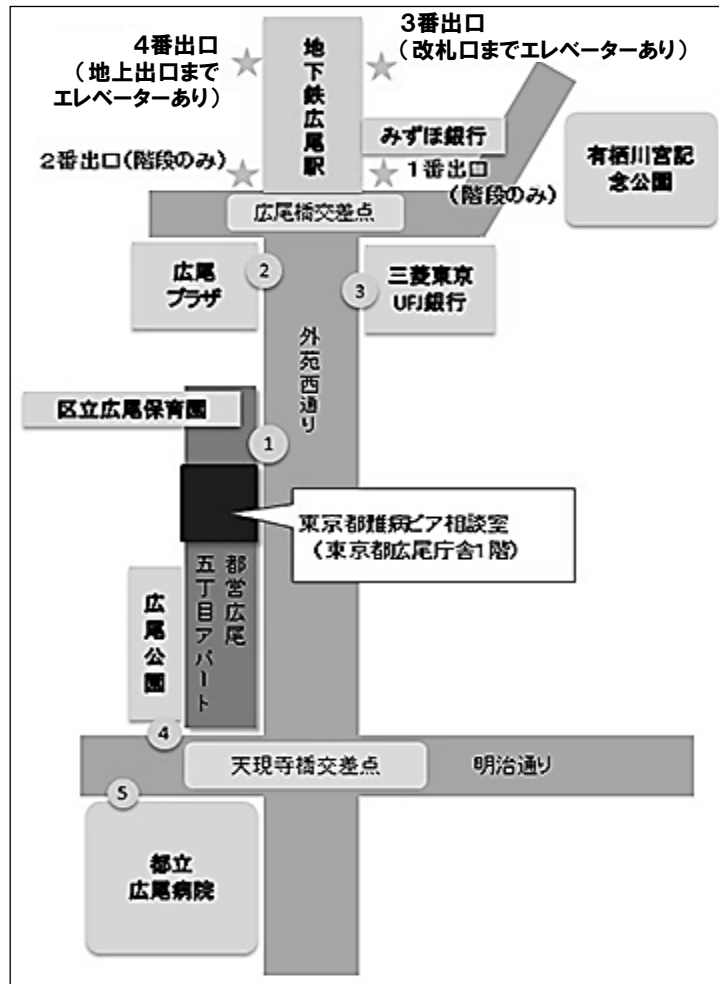 4番出口
（地上出口まで
エレベーターあり）
地下鉄広尾駅
3番出口
（改札口までエレベーターあり）
みずほ銀行
2番出口（階段のみ）
1番出口
（階段のみ）
有栖川宮記
念公園
広尾橋交差点
広尾
プラザ
2
3
三菱東京
UFJ銀行
外苑西通り
区立広尾保育園
1
東京都難病ピア相談室
（東京都広尾庁舎1階）
都営広尾
五丁目アパート
広尾公園
4
天現寺橋交差点
明治通り
5
都立
広尾病院